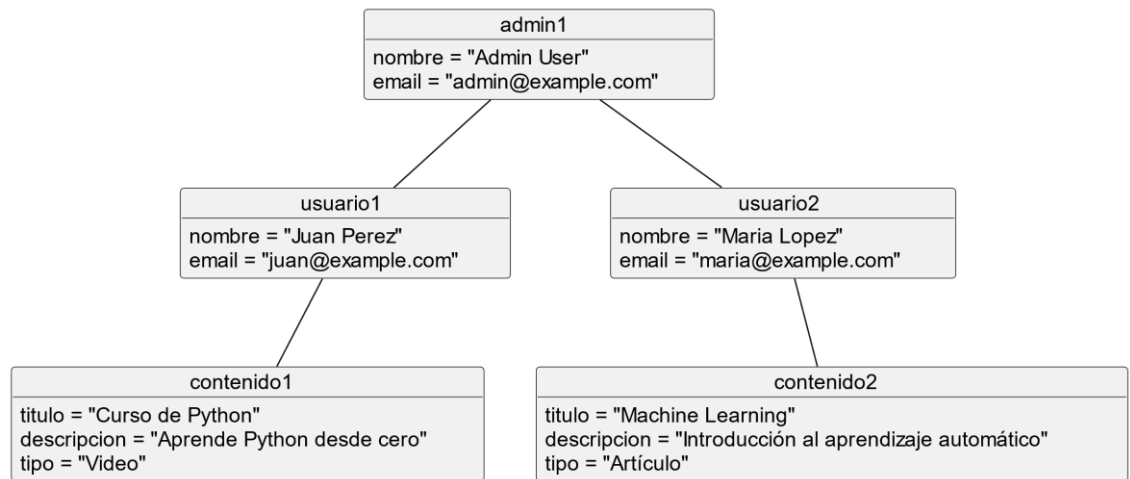 admin1
nombre = "Admin User"
email = "admin@example.com"
usuario1
nombre = "Juan Perez"
email = "juan@example.com"
usuario2
nombre = "Maria Lopez"
email = "maria@example.com"
contenido1
titulo = "Curso de Python"
descripcion = "Aprende Python desde cero"
tipo = "Video"
contenido2
titulo = "Machine Learning"
descripcion = "Introducción al aprendizaje automático"
tipo = "Artículo"